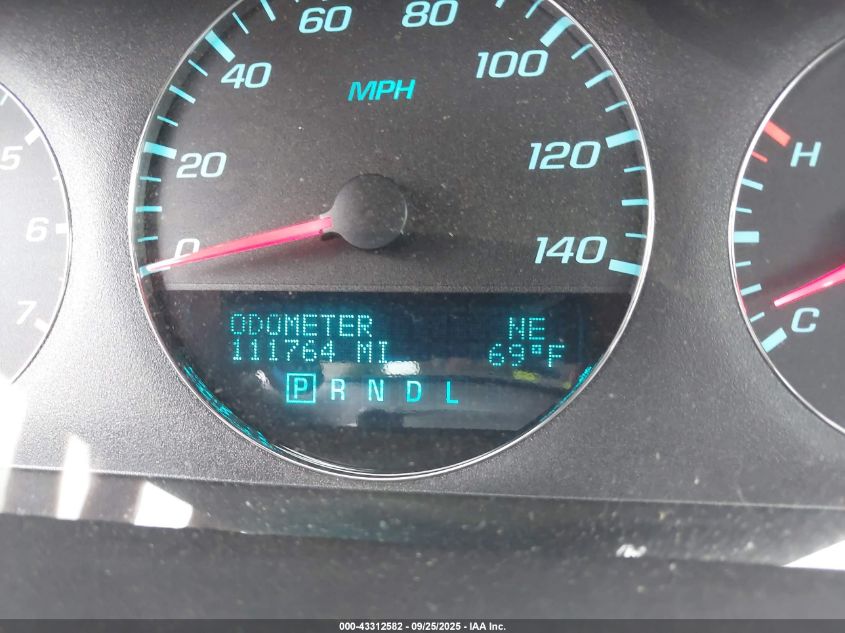 60 80
40 100
MPH
20 120
0 140
5
6
7
H
C
ODOMETER NE
111764 MI 69°F
P R N D L
000-43312582 - 09/25/2025 - IAA Inc.